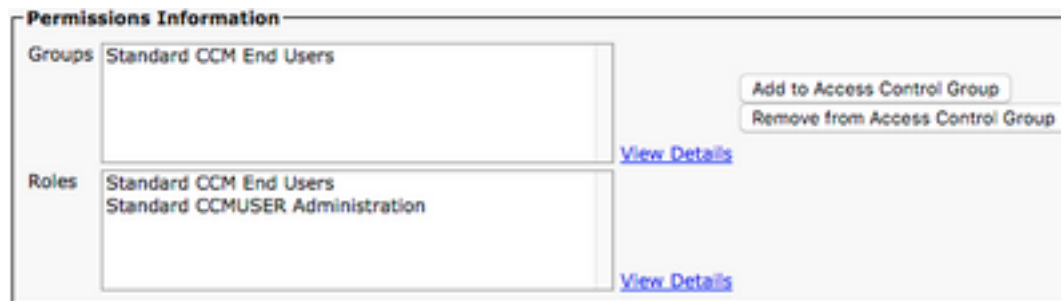 Permissions Information
Groups
Standard CCM End Users
Add to Access Control Group
Remove from Access Control Group
View Details
Roles
Standard CCM End Users
Standard CCMUSER Administration
View Details